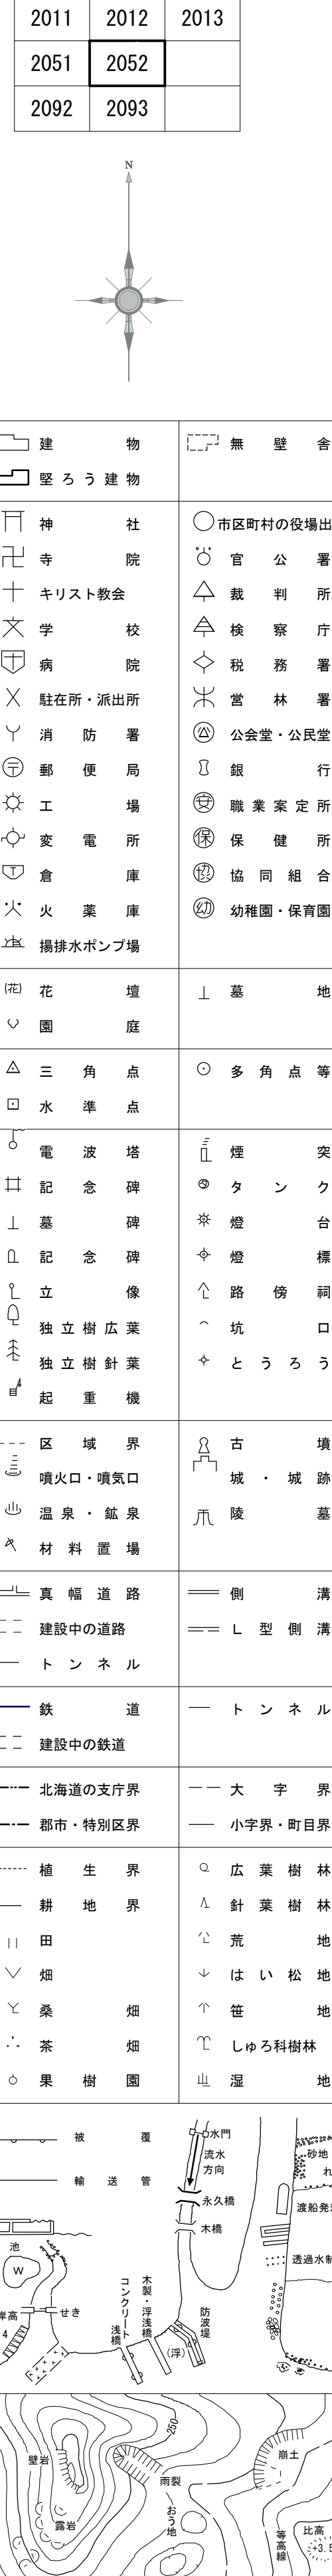 2011 2012 2013
2051 2052
2092 2093
N
建物 無壁舎
堅ろう建物
神社 市区町村の役場出
寺院 官公署
キリスト教会 裁判所
学校 検察庁
病院 税務署
駐在所・派出所 営林署
消防署 公 公会堂・公民堂
郵便局 銀行
工場 安 職業案定所
変電所 保 保健所
T 倉庫 協 協同組合
火薬庫 幼 幼稚園・保育園
揚排水ポンプ場
(花) 花壇 墓地
園庭
三角点 多角点等
水準点
電波塔 煙突
記念碑 タンク
墓碑 燈台
記念碑 燈標
立像 路傍祠
独立樹広葉 坑口
独立樹針葉 とうろう
起重機
区域界 古墳
噴火口・噴気口 城・城跡
温泉・鉱泉 陵墓
材料置場
真幅道路 側溝
建設中の道路 L型側溝
トンネル
鉄道 トンネル
建設中の鉄道
北海道の支庁界 大字界
郡市・特別区界 小字界・町目界
植生界 広葉樹林
耕地界 針葉樹林
田 荒地
畑 はい松地
桑畑 笹地
茶畑 しゅろ科樹林
果樹園 湿地
被覆
水門
砂地
れ
流水
方向
輸送管
永久橋
渡船発
木橋
池
W
透過水制
岸高
4
せき
コンクリート浅橋
木製・浮浅橋
(浮)
防波堤
250
壁岩
崩土
雨裂
露岩
おう地
等高線
比高
+3.5